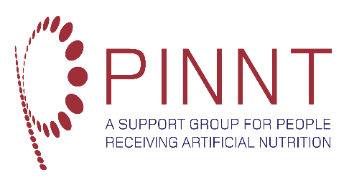 PINNT
A SUPPORT GROUP FOR PEOPLE
RECEIVING ARTIFICIAL NUTRITION